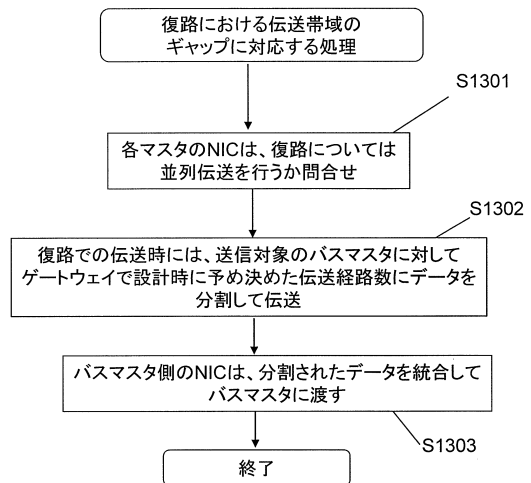 復路における伝送帯域の
ギャップに対応する処理
S1301
各マスタのNICは、復路については
並列伝送を行うか問合せ
S1302
復路での伝送時には、送信対象のバスマスタに対して
ゲートウェイで設計時に予め決めた伝送経路数にデータを
分割して伝送
バスマスタ側のNICは、分割されたデータを統合して
バスマスタに渡す
S1303
終了